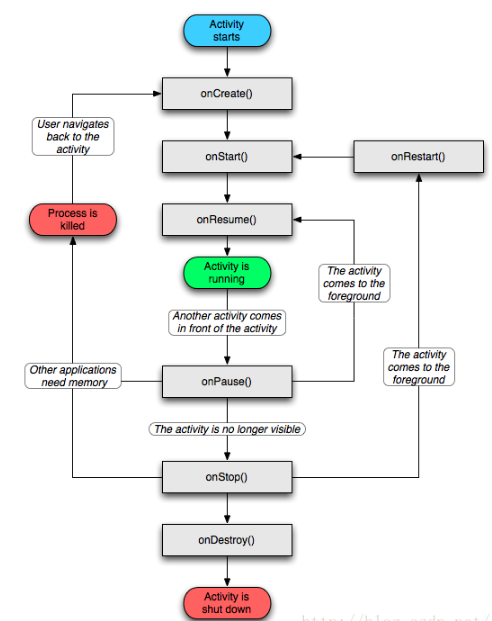 Activity
starts
onCreate()
User navigates
back to the
activity
onStart()
onRestart()
Process is
killed
onResume()
Activity is
running
The activity
comes to the
foreground
Another activity comes
in front of the activity
The activity
comes to the
foreground
Other applications
need memory
onPause()
The activity is no longer visible
onStop()
onDestroy()
Activity is
shut down
http://blog.csdn.net/